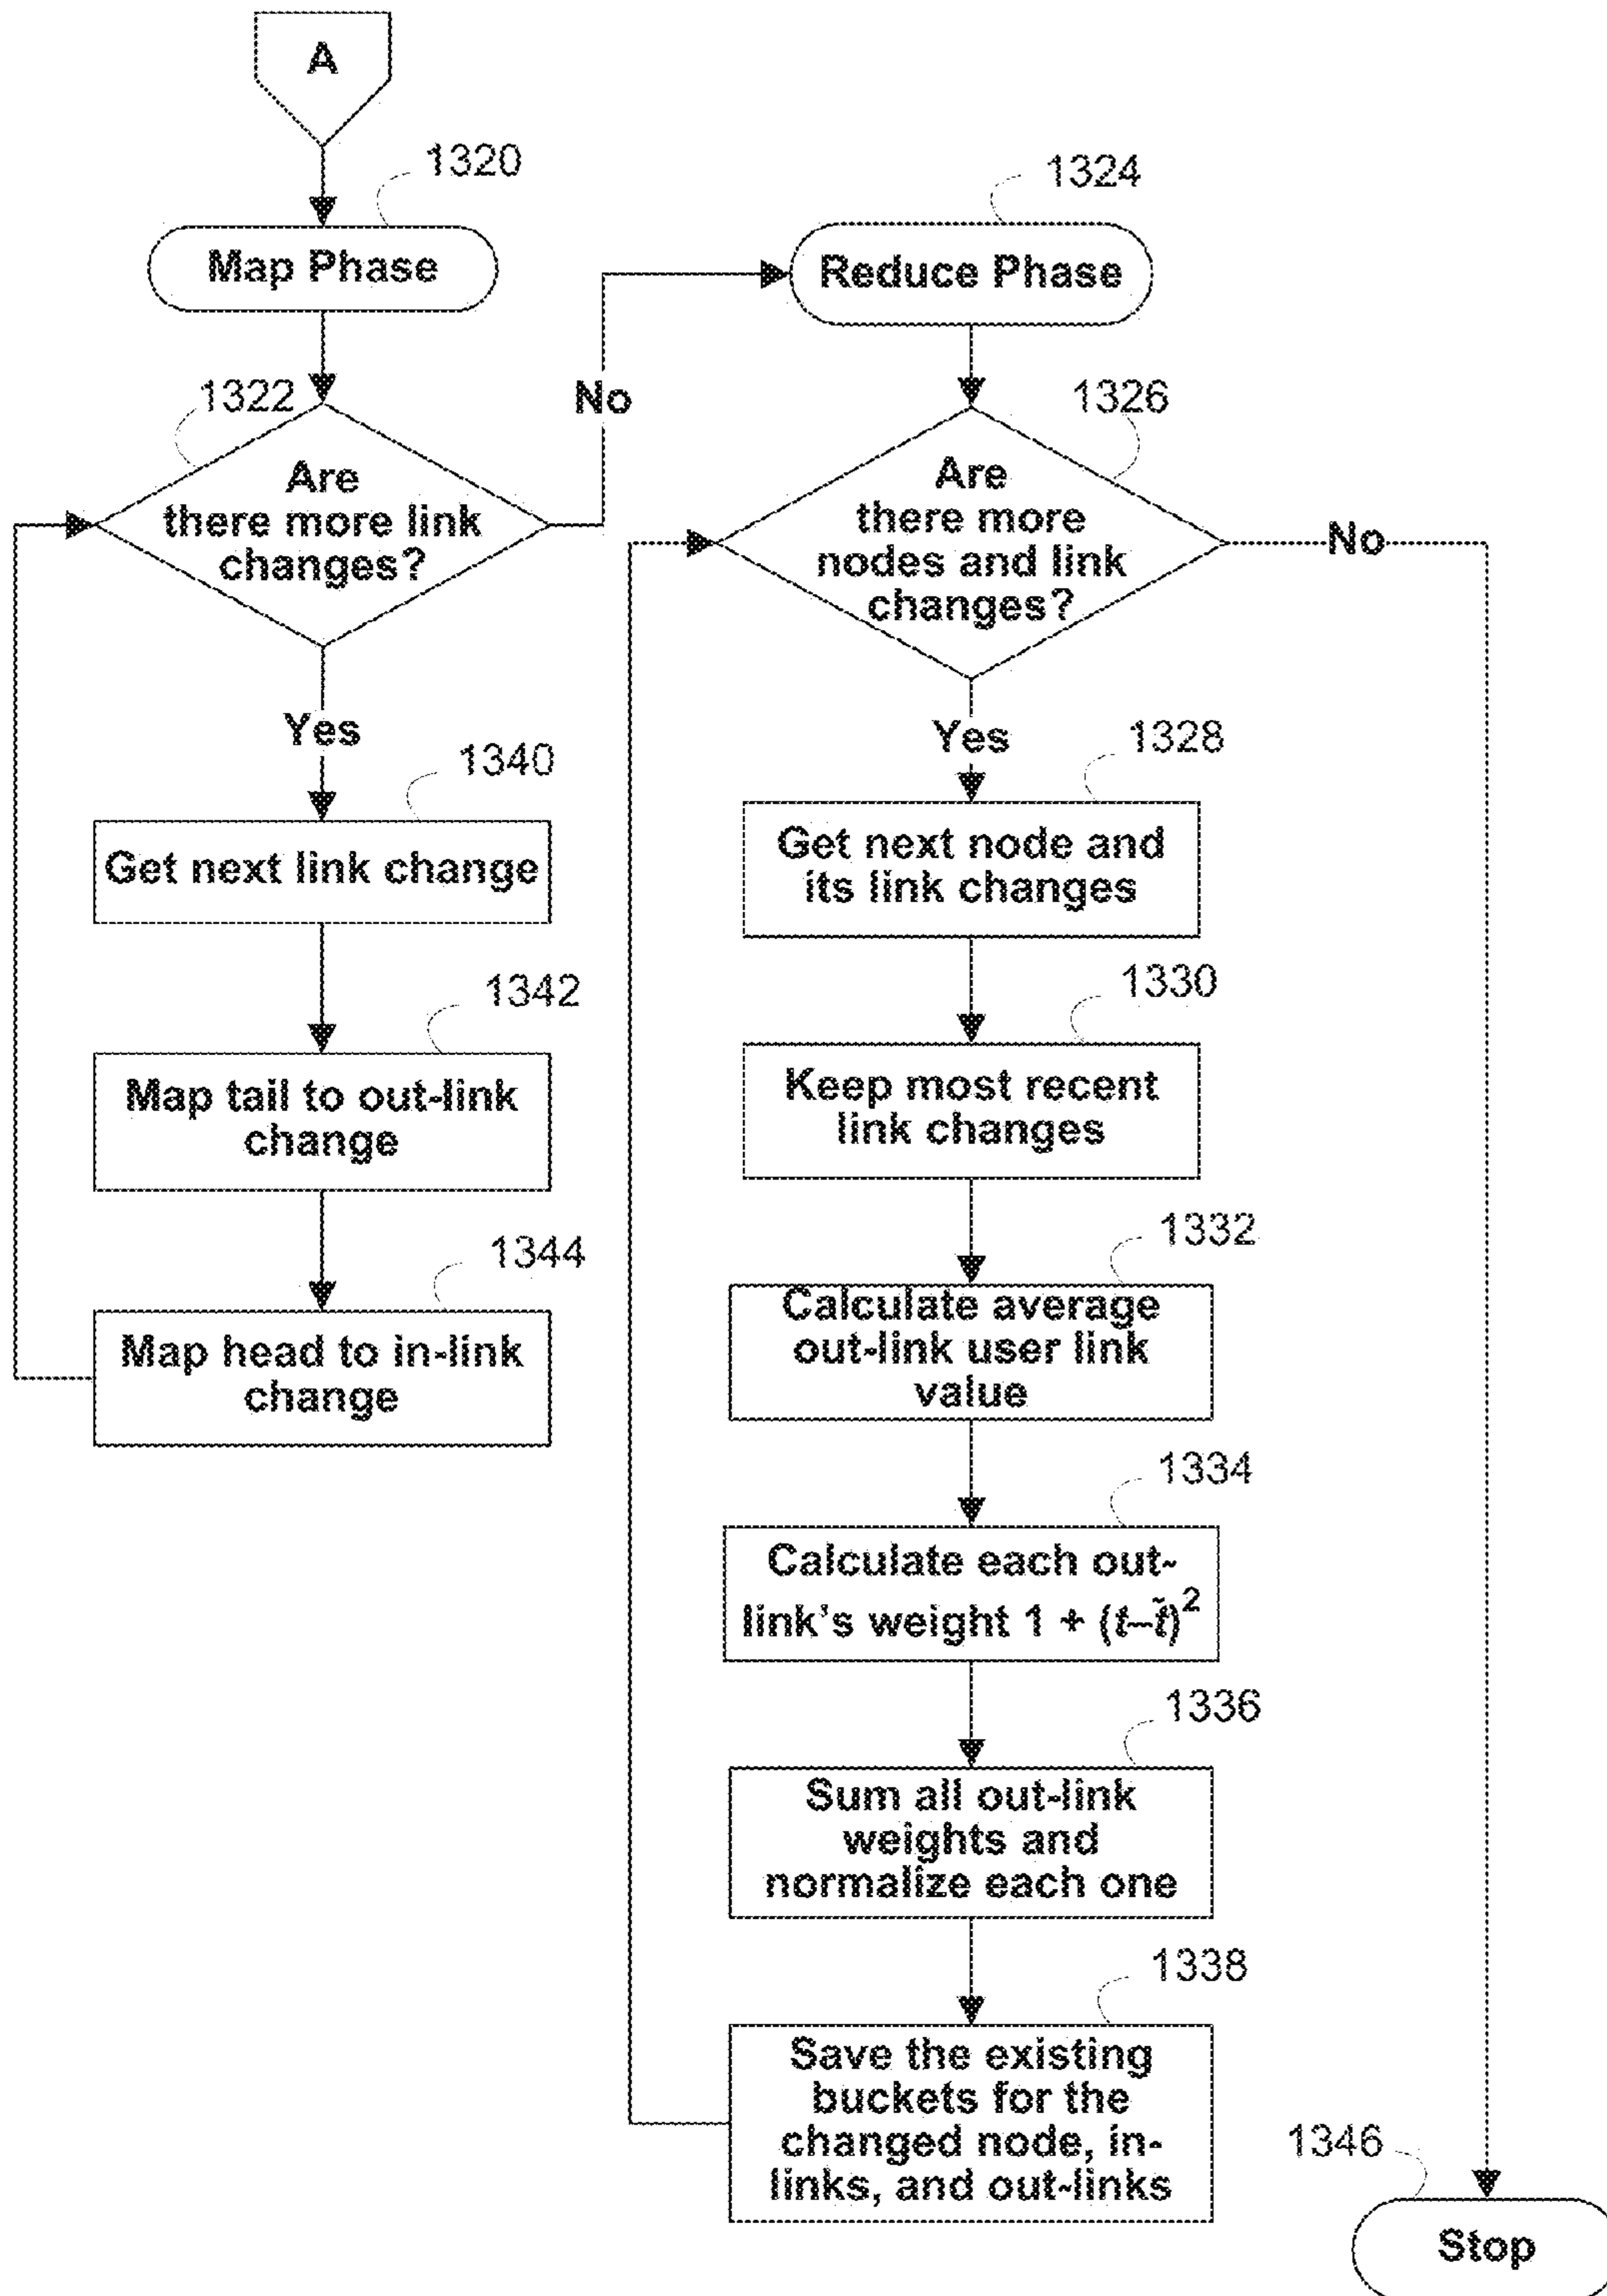 A
1320
Map Phase
1322
Are
there more link
changes?
No
Yes
1340
Get next link change
1342
Map tail to out-link
change
1344
Map head to in-link
change
1324
Reduce Phase
1326
Are
there more
nodes and link
changes?
No
Yes
1328
Get next node and
its link changes
1330
Keep most recent
link changes
1332
Calculate average
out-link user link
value
1334
Calculate each out-
link's weight 1 + (t–t̃)²
1336
Sum all out-link
weights and
normalize each one
1338
Save the existing
buckets for the
changed node, in-
links, and out-links
1346
Stop